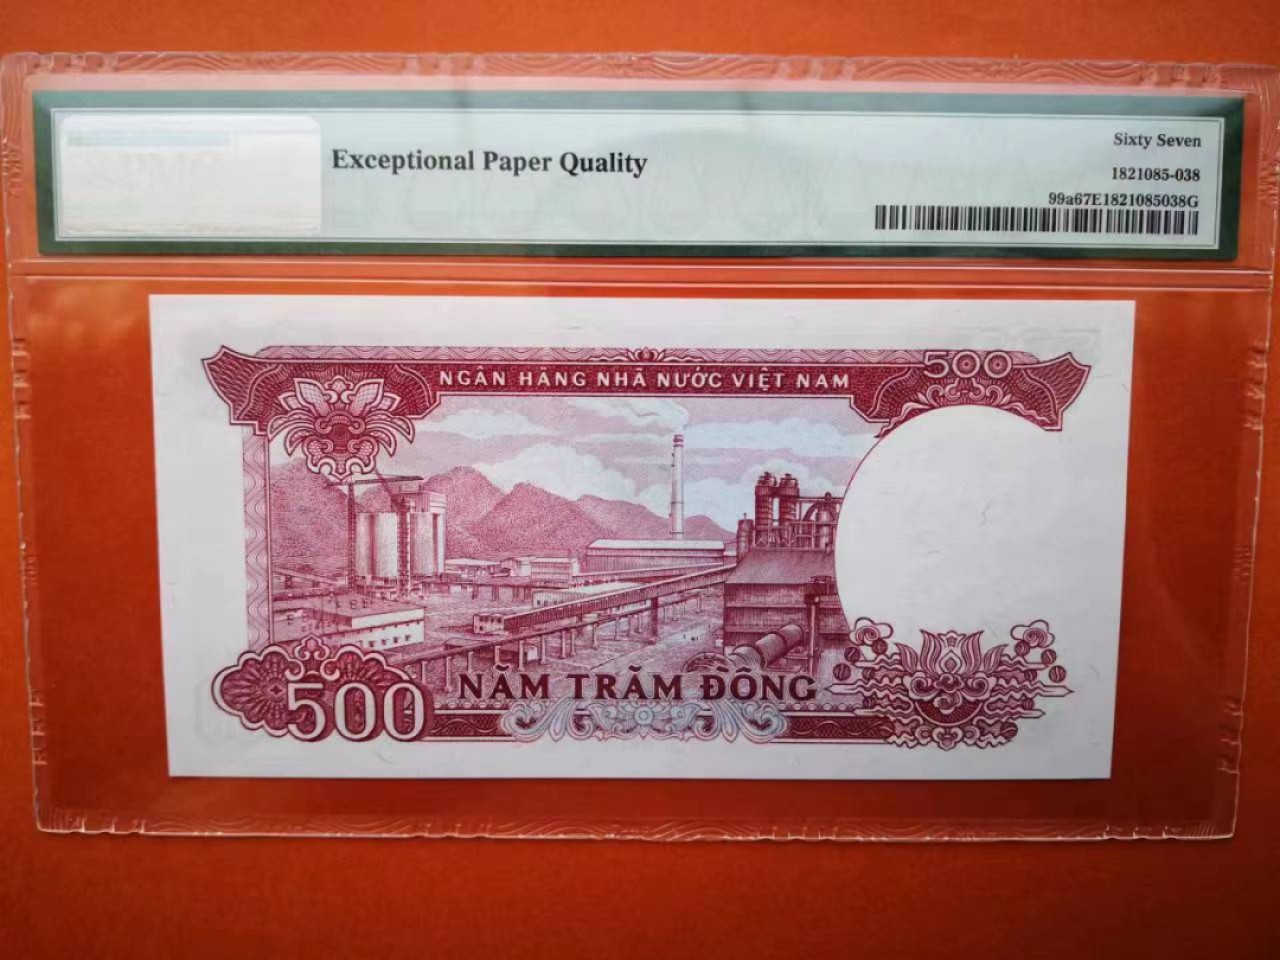 Exceptional Paper Quality
Sixty Seven
1821085-038
99a67E1821085038G
500
NGÂN HÀNG NHÀ NƯỚC VIỆT NAM
500
NĂM TRĂM ĐỒNG